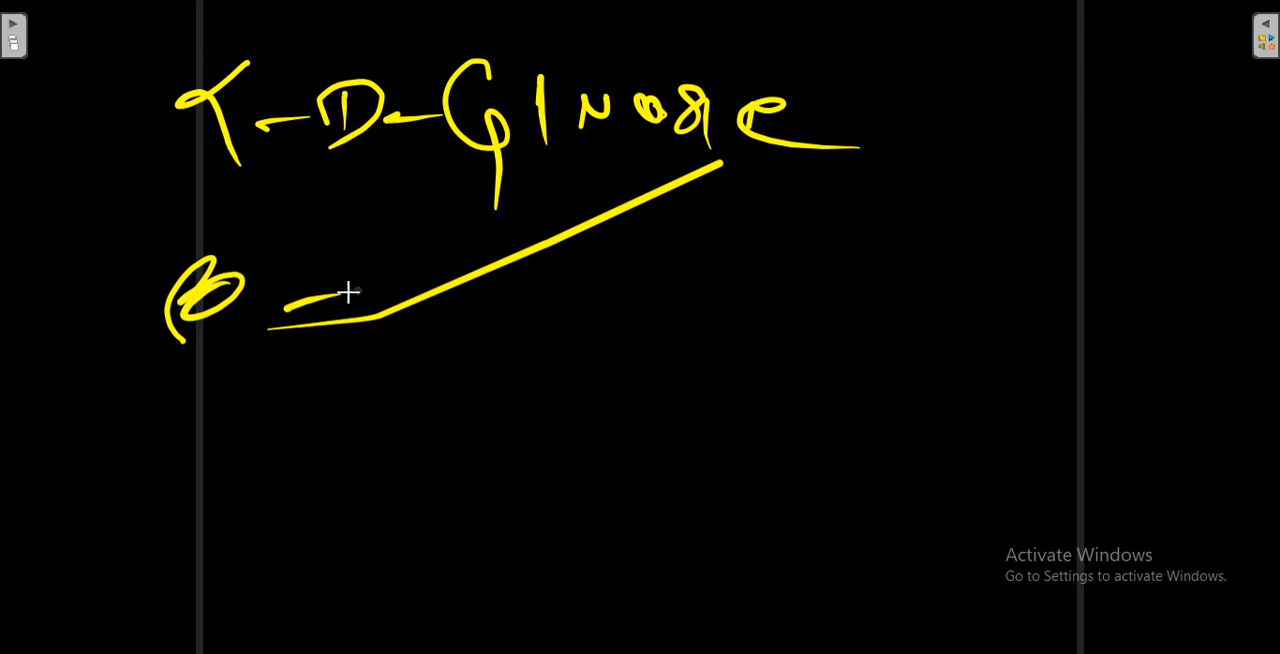 α-D-Glucose
Activate Windows
Go to Settings to activate Windows.